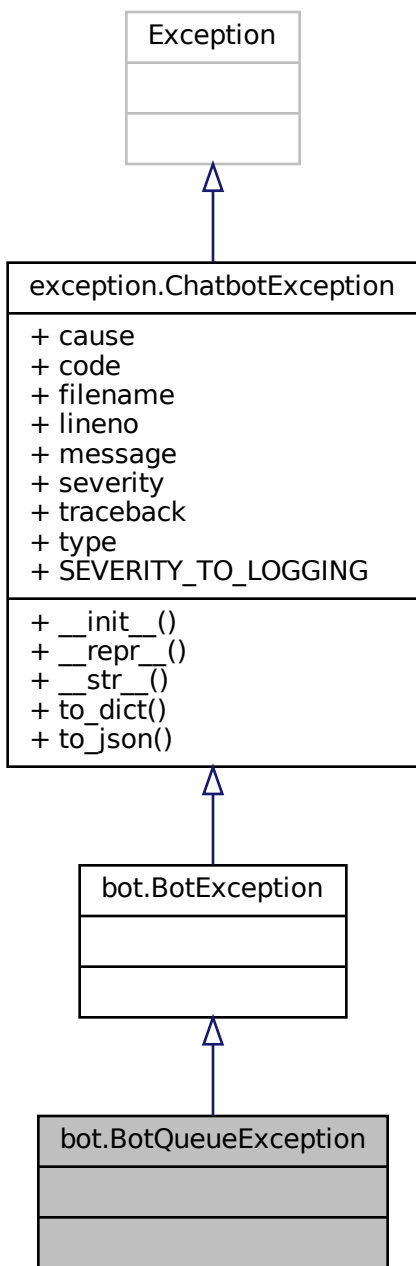 Exception
exception.ChatbotException
+ cause
+ code
+ filename
+ lineno
+ message
+ severity
+ traceback
+ type
+ SEVERITY_TO_LOGGING
+ __init__()
+ __repr__()
+ __str__()
+ to_dict()
+ to_json()
bot.BotException
bot.BotQueueException